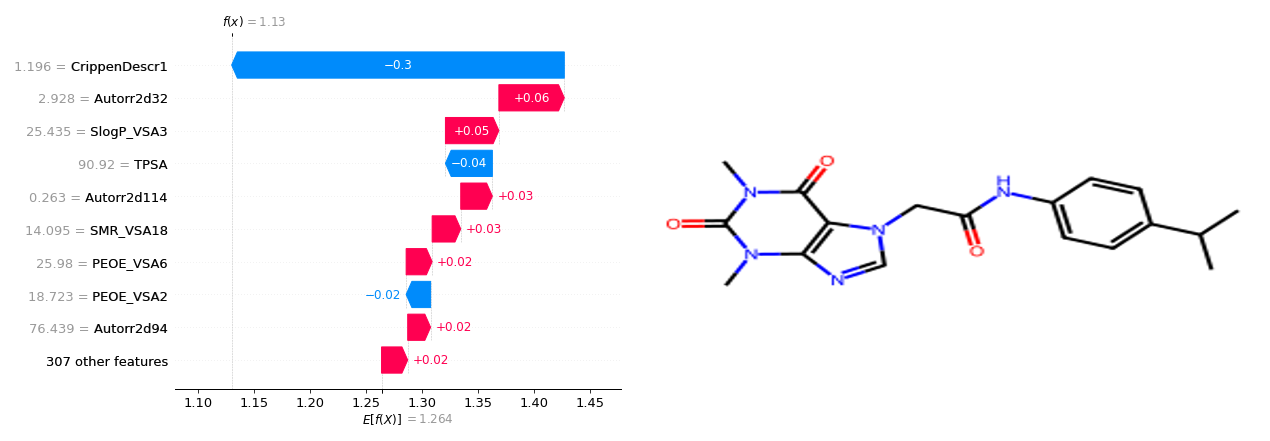 f(x) = 1.13
1.196 = CrippenDescr1
−0.3
2.928 = Autorr2d32
+0.06
25.435 = SlogP_VSA3
+0.05
90.92 = TPSA
−0.04
0.263 = Autorr2d114
+0.03
14.095 = SMR_VSA18
+0.03
25.98 = PEOE_VSA6
+0.02
18.723 = PEOE_VSA2
−0.02
76.439 = Autorr2d94
+0.02
307 other features
+0.02
1.10 1.15 1.20 1.25 1.30 1.35 1.40 1.45
E[f(X)] = 1.264
O
H
N
N
O
N
O
N
N